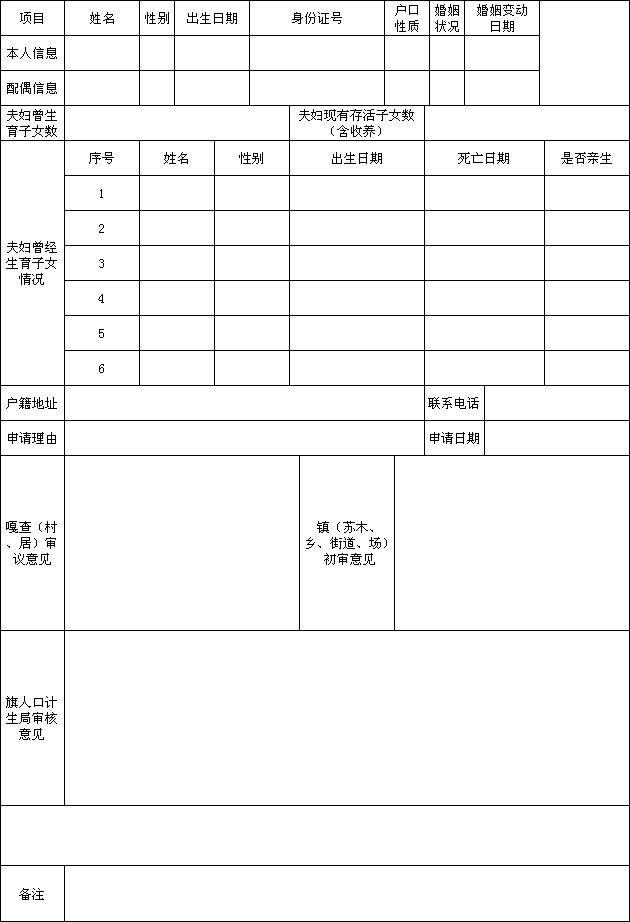 项目 姓名 性别 出生日期 身份证号 户口性质 婚姻状况 婚姻变动日期
本人信息
配偶信息
夫妇曾生育子女数 夫妇现有存活子女数（含收养）
夫妇曾经生育子女情况 序号 姓名 性别 出生日期 死亡日期 是否亲生
1
2
3
4
5
6
户籍地址 联系电话
申请理由 申请日期
嘎查（村、居）审议意见 镇（苏木、乡、街道、场）初审意见
旗人口计生局审核意见
备注